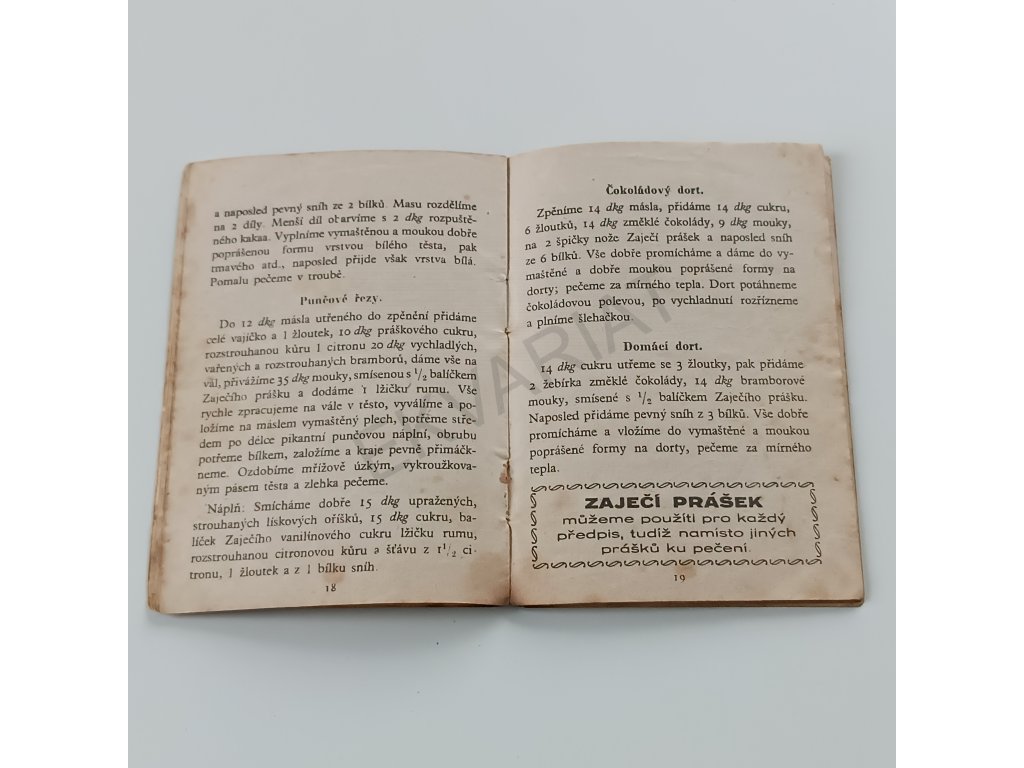 a naposled pevný sníh ze 2 bílků. Masu rozdělíme
na 2 díly. Menší díl obarvíme s 2 dkg rozpuště-
ného kakaa. Vyplníme vymaštěnou a moukou dobře
poprášenou formu vrstvou bílého těsta, pak
tmavého atd., naposled přijde však vrstva bílá.
Pomalu pečeme v troubě.
Punčové řezy.
Do 12 dkg másla utřeného do zpěnění přidáme
celé vajíčko a 1 žloutek, 10 dkg práškového cukru,
rozstrouhanou kůru 1 citronu 20 dkg vychladlých,
vařených a rozstrouhaných bramborů, dáme vše na
vál, přivážíme 35 dkg mouky, smísenou s 1/2 balíčkem
Zaječího prášku a dodáme 1 lžičku rumu. Vše
rychle zpracujeme na vále v těsto, vyválíme a po-
ložíme na máslem vymaštěný plech, potřeme stře-
dem po délce pikantní punčovou náplní, obrubu
potřeme bílkem, založíme a kraje pevně přimáčk-
neme. Ozdobíme mřížově úzkým, vykroužkova-
ným pásem těsta a zlehka pečeme.
Náplň: Smícháme dobře 15 dkg upražených,
strouhaných lískových oříšků, 15 dkg cukru, ba-
líček Zaječího vanilínového cukru lžičku rumu,
rozstrouhanou citronovou kůru a šťávu z 1 1/2 ci-
tronu, 1 žloutek a z 1 bílku sníh.
18
Čokoládový dort.
Zpěníme 14 dkg másla, přidáme 14 dkg cukru,
6 žloutků, 14 dkg změklé čokolády, 9 dkg mouky,
na 2 špičky nože Zaječí prášek a naposled sníh
ze 6 bílků. Vše dobře promícháme a dáme do vy-
maštěné a dobře moukou poprášené formy na
dorty; pečeme za mírného tepla. Dort potáhneme
čokoládovou polevou, po vychladnutí rozřízneme
a plníme šlehačkou.
Domácí dort.
14 dkg cukru utřeme se 3 žloutky, pak přidáme
2 žebírka změklé čokolády, 14 dkg bramborové
mouky, smísené s 1/2 balíčkem Zaječího prášku.
Naposled přidáme pevný sníh z 3 bílků. Vše dobře
promícháme a vložíme do vymaštěné a moukou
poprášené formy na dorty, pečeme za mírného
tepla.
ZAJEČÍ PRÁŠEK
můžeme použíti pro každý
předpis, tudíž namísto jiných
prášků ku pečení.
19